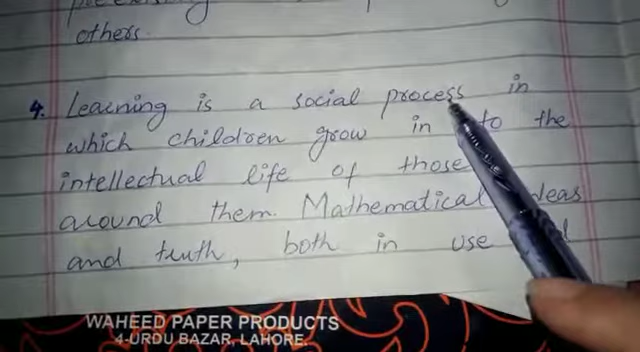 others.
4. Learning is a social process in
which children grow in to the
intellectual life of those
around them. Mathematical
and truth, both in use
WAHEED PAPER PRODUCTS
4-URDU BAZAR, LAHORE.